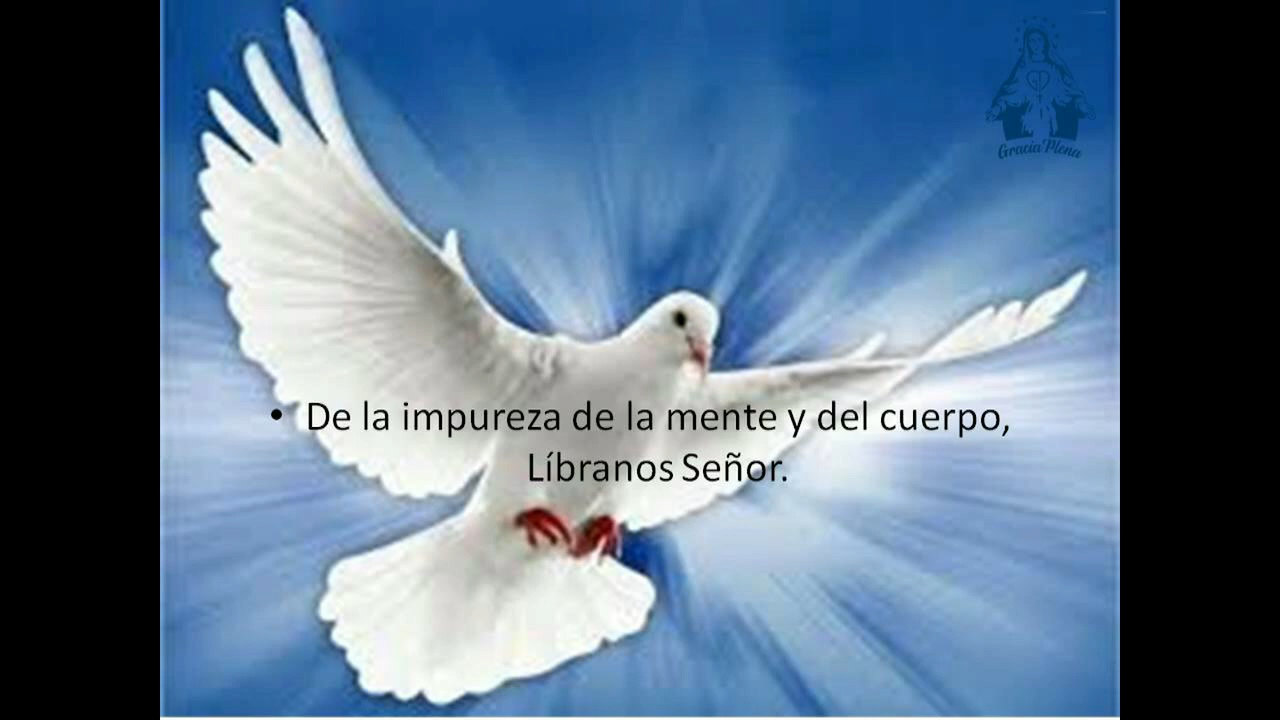 Gracia Plena
• De la impureza de la mente y del cuerpo,
Líbranos Señor.